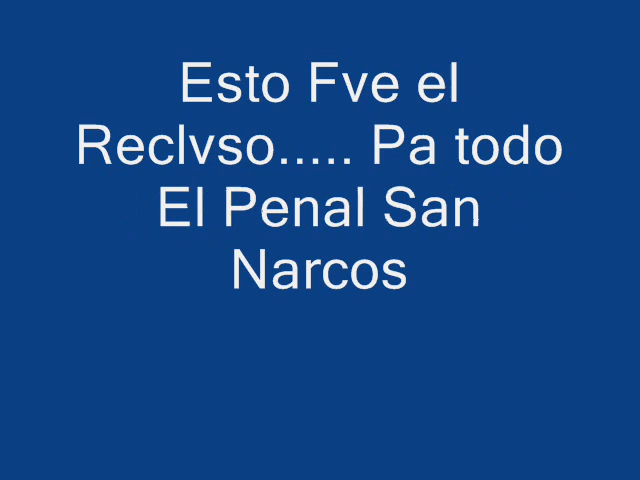 Esto Fve el
Reclvso..... Pa todo
El Penal San
Narcos